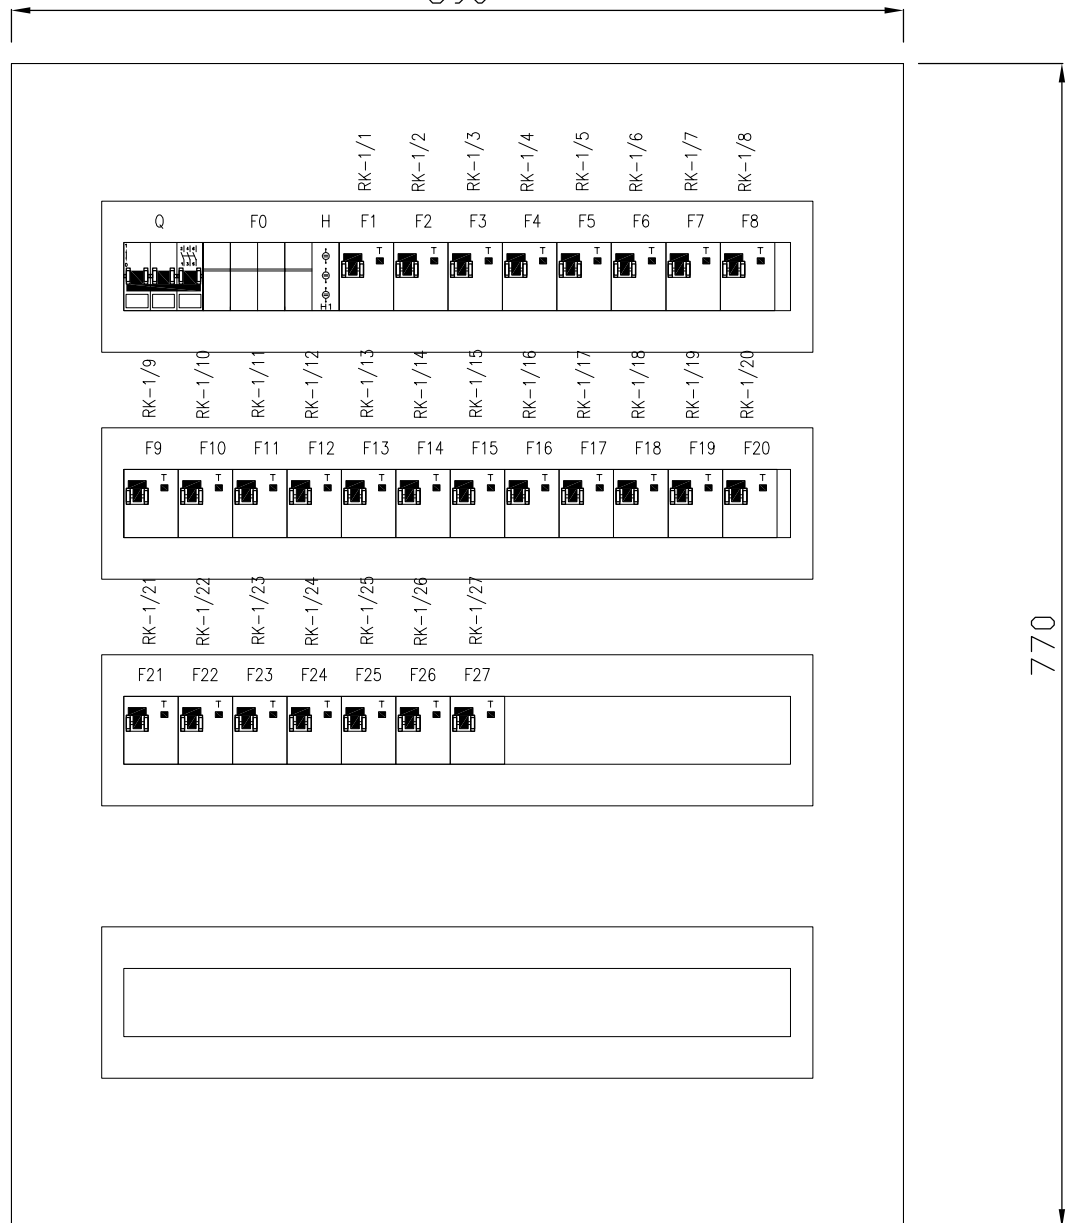 RK-1/1 RK-1/2 RK-1/3 RK-1/4 RK-1/5 RK-1/6 RK-1/7 RK-1/8
Q F0 H F1 F2 F3 F4 F5 F6 F7 F8
T T T T T T T T
H1
RK-1/9 RK-1/10 RK-1/11 RK-1/12 RK-1/13 RK-1/14 RK-1/15 RK-1/16 RK-1/17 RK-1/18 RK-1/19 RK-1/20
F9 F10 F11 F12 F13 F14 F15 F16 F17 F18 F19 F20
T T T T T T T T T T T T
RK-1/21 RK-1/22 RK-1/23 RK-1/24 RK-1/25 RK-1/26 RK-1/27
F21 F22 F23 F24 F25 F26 F27
T T T T T T T
770